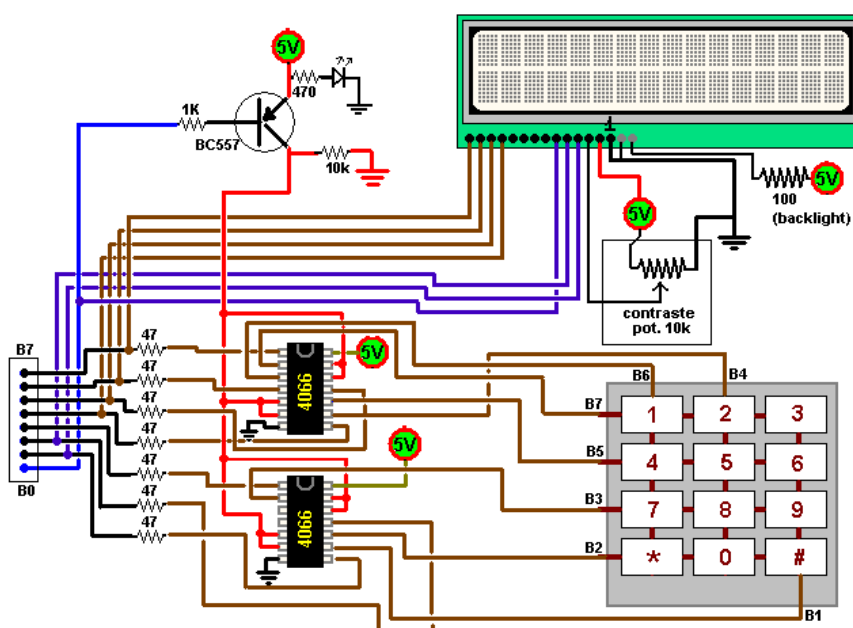 5V
470
1K
BC557
10k
1
5V
100
(backlight)
5V
contraste
pot. 10k
B7
B0
47
47
47
47
47
47
47
4066
5V
4066
5V
B6
B4
B7
B5
B3
B2
B1
1 2 3
4 5 6
7 8 9
* 0 #